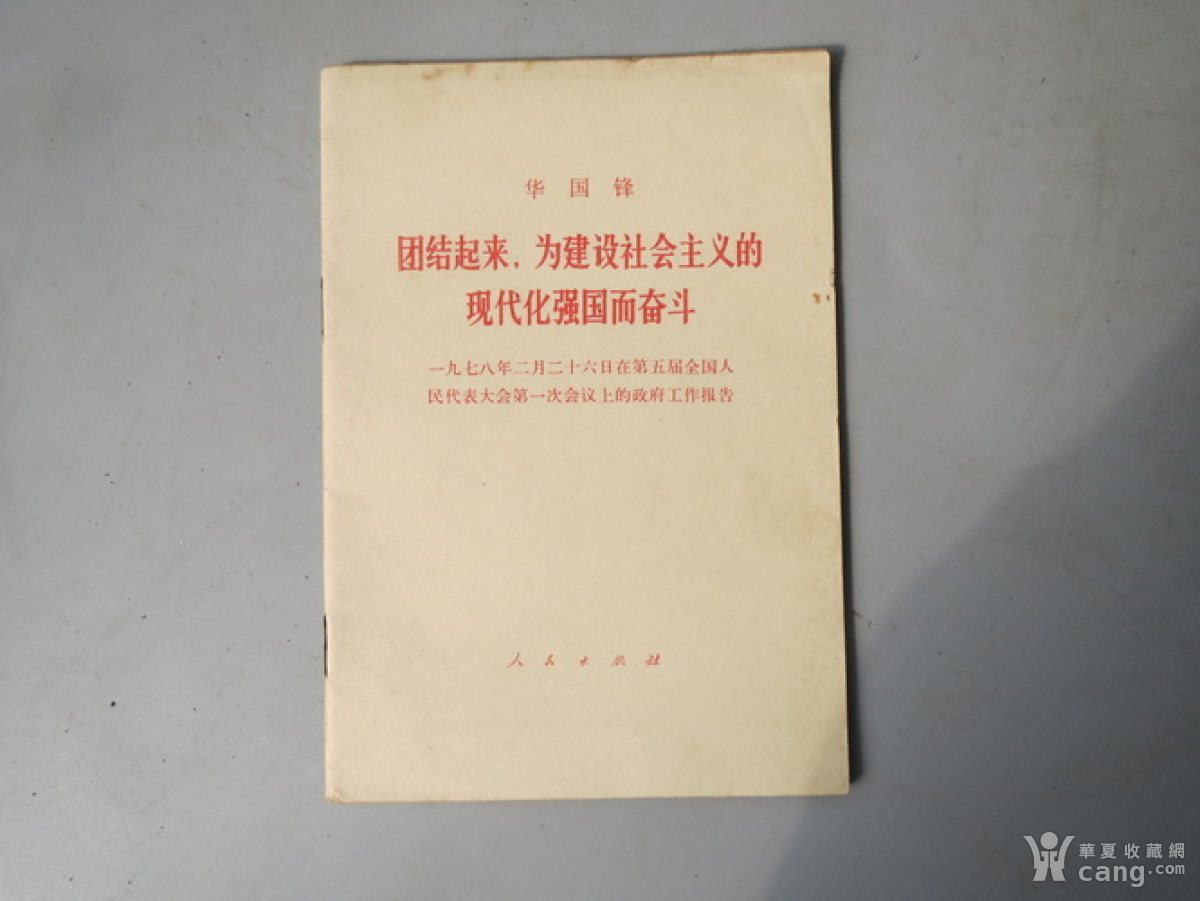 华国锋
团结起来，为建设社会主义的
现代化强国而奋斗
一九七八年二月二十六日在第五届全国人
民代表大会第一次会议上的政府工作报告
人民出版社
華夏收藏網
cang.com